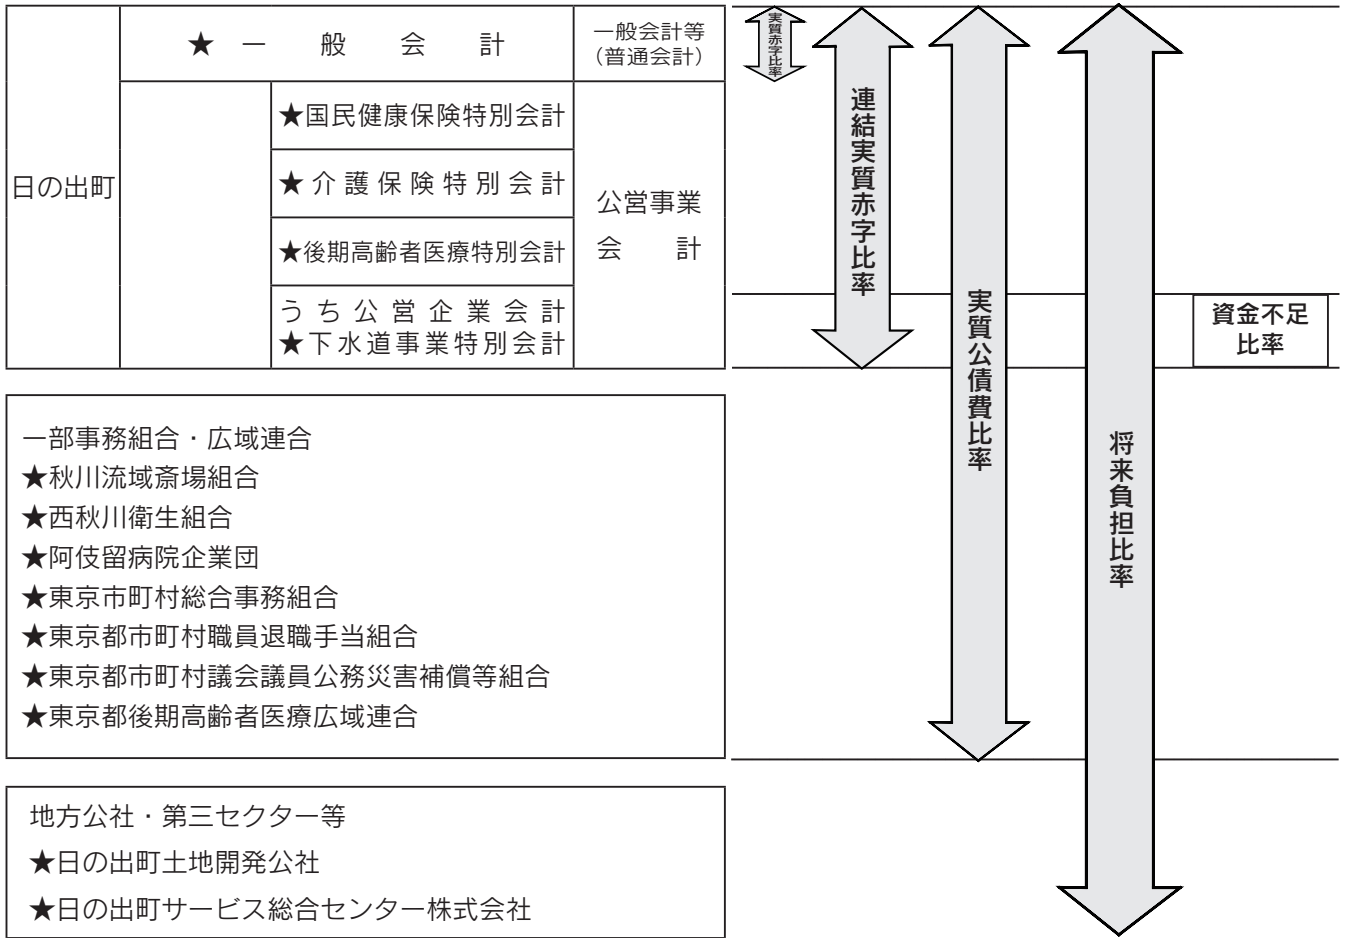 日の出町
★一般会計
一般会計等
（普通会計）
★国民健康保険特別会計
★介護保険特別会計
★後期高齢者医療特別会計
うち公営企業会計
★下水道事業特別会計
公営事業
会計
実質赤字比率
連結実質赤字比率
実質公債費比率
将来負担比率
資金不足
比率
一部事務組合・広域連合
★秋川流域斎場組合
★西秋川衛生組合
★阿伎留病院企業団
★東京市町村総合事務組合
★東京都市町村職員退職手当組合
★東京都市町村議会議員公務災害補償等組合
★東京都後期高齢者医療広域連合
地方公社・第三セクター等
★日の出町土地開発公社
★日の出町サービス総合センター株式会社